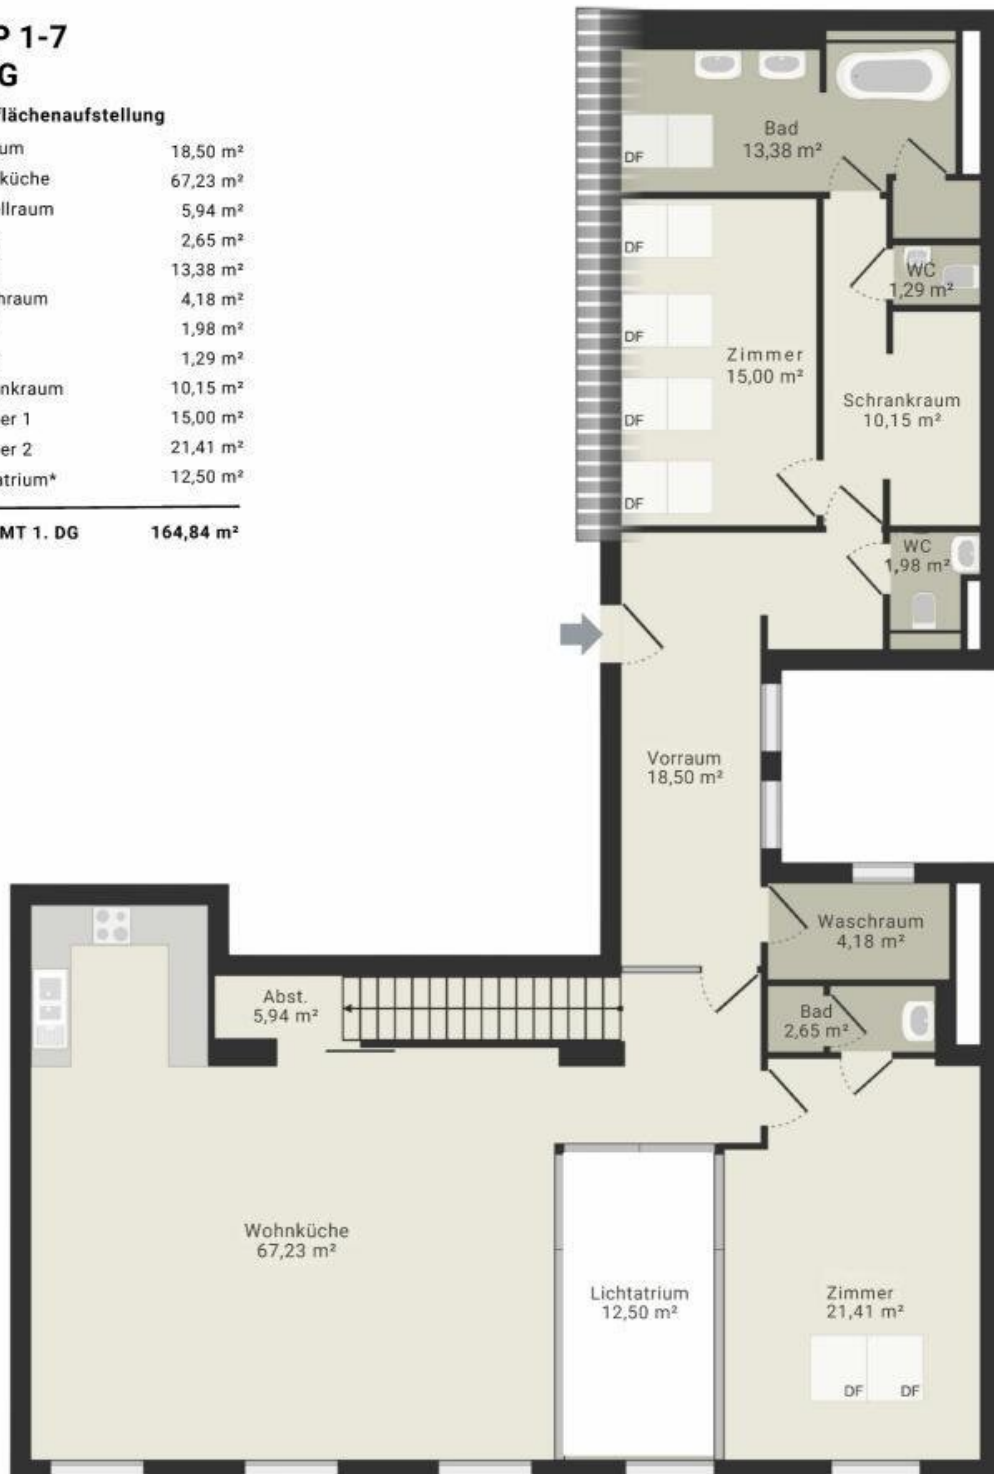 P 1-7
G
flächenaufstellung
um 18,50 m²
küche 67,23 m²
llraum 5,94 m²
2,65 m²
13,38 m²
hraum 4,18 m²
1,98 m²
1,29 m²
nkraum 10,15 m²
er 1 15,00 m²
er 2 21,41 m²
atrium* 12,50 m²
MT 1. DG 164,84 m²
Bad
13,38 m²
DF
DF
WC
1,29 m²
DF
Zimmer
15,00 m²
Schrankraum
10,15 m²
DF
DF
WC
1,98 m²
Vorraum
18,50 m²
Waschraum
4,18 m²
Abst.
5,94 m²
Bad
2,65 m²
Wohnküche
67,23 m²
Lichtatrium
12,50 m²
Zimmer
21,41 m²
DF DF